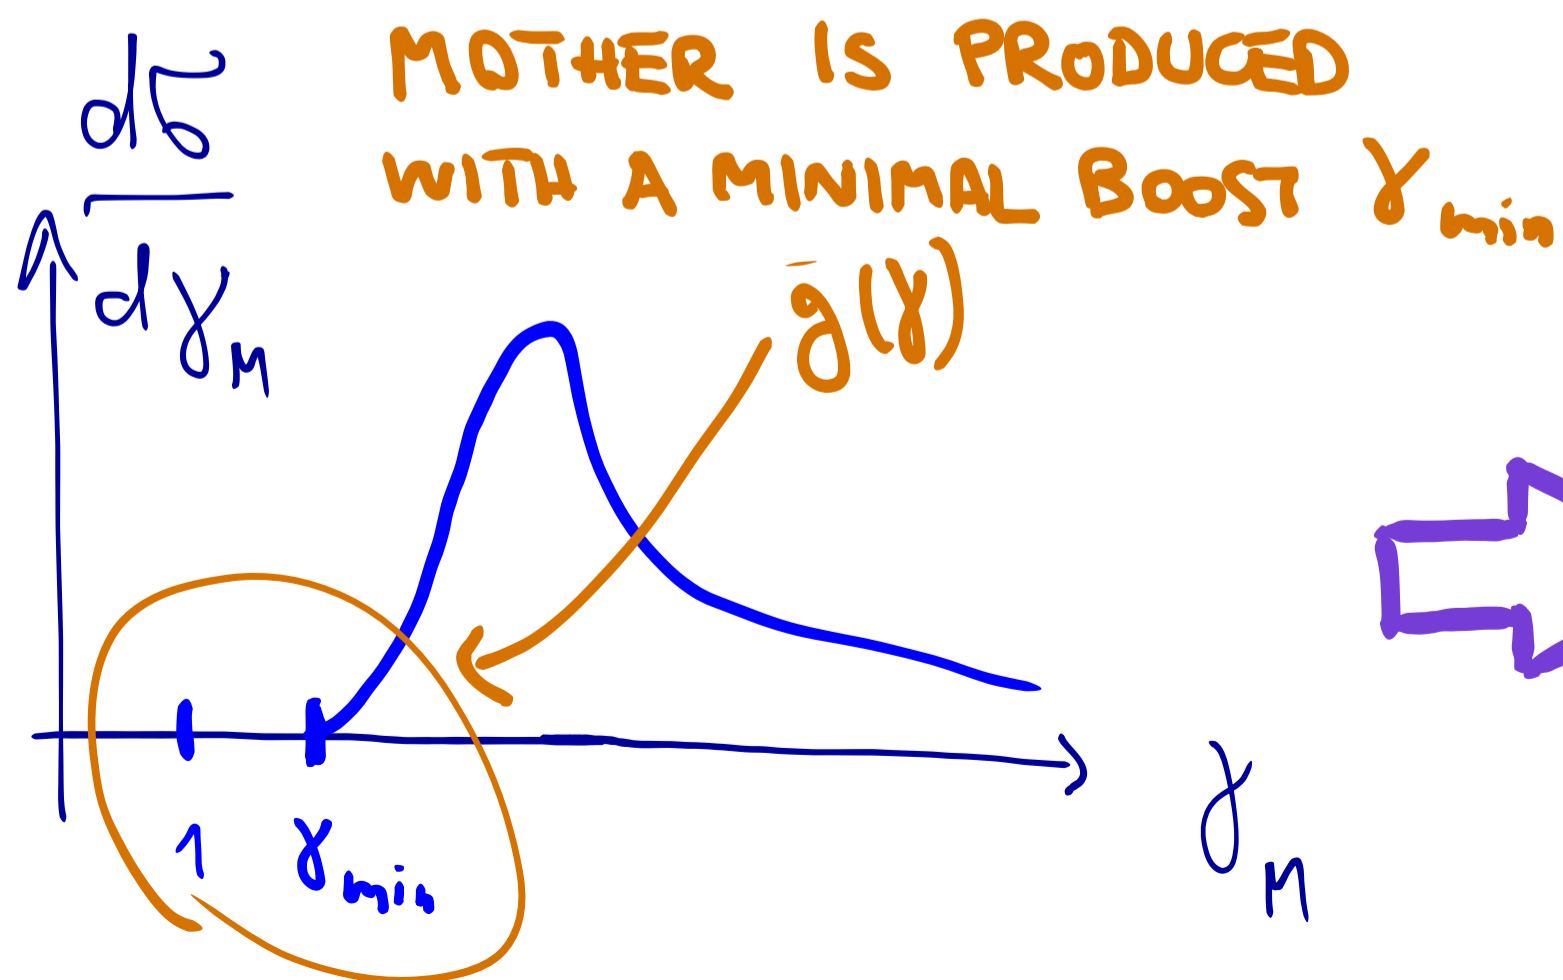 MOTHER IS PRODUCED
WITH A MINIMAL BOOST γmin
dσ
dγM
g(γ)
1 γmin
γM